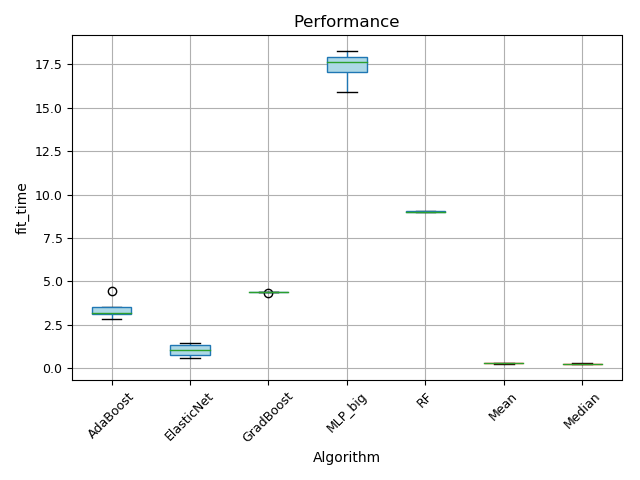 Performance
fit_time
17.5
15.0
12.5
10.0
7.5
5.0
2.5
0.0
AdaBoost
ElasticNet
GradBoost
MLP_big
RF
Mean
Median
Algorithm